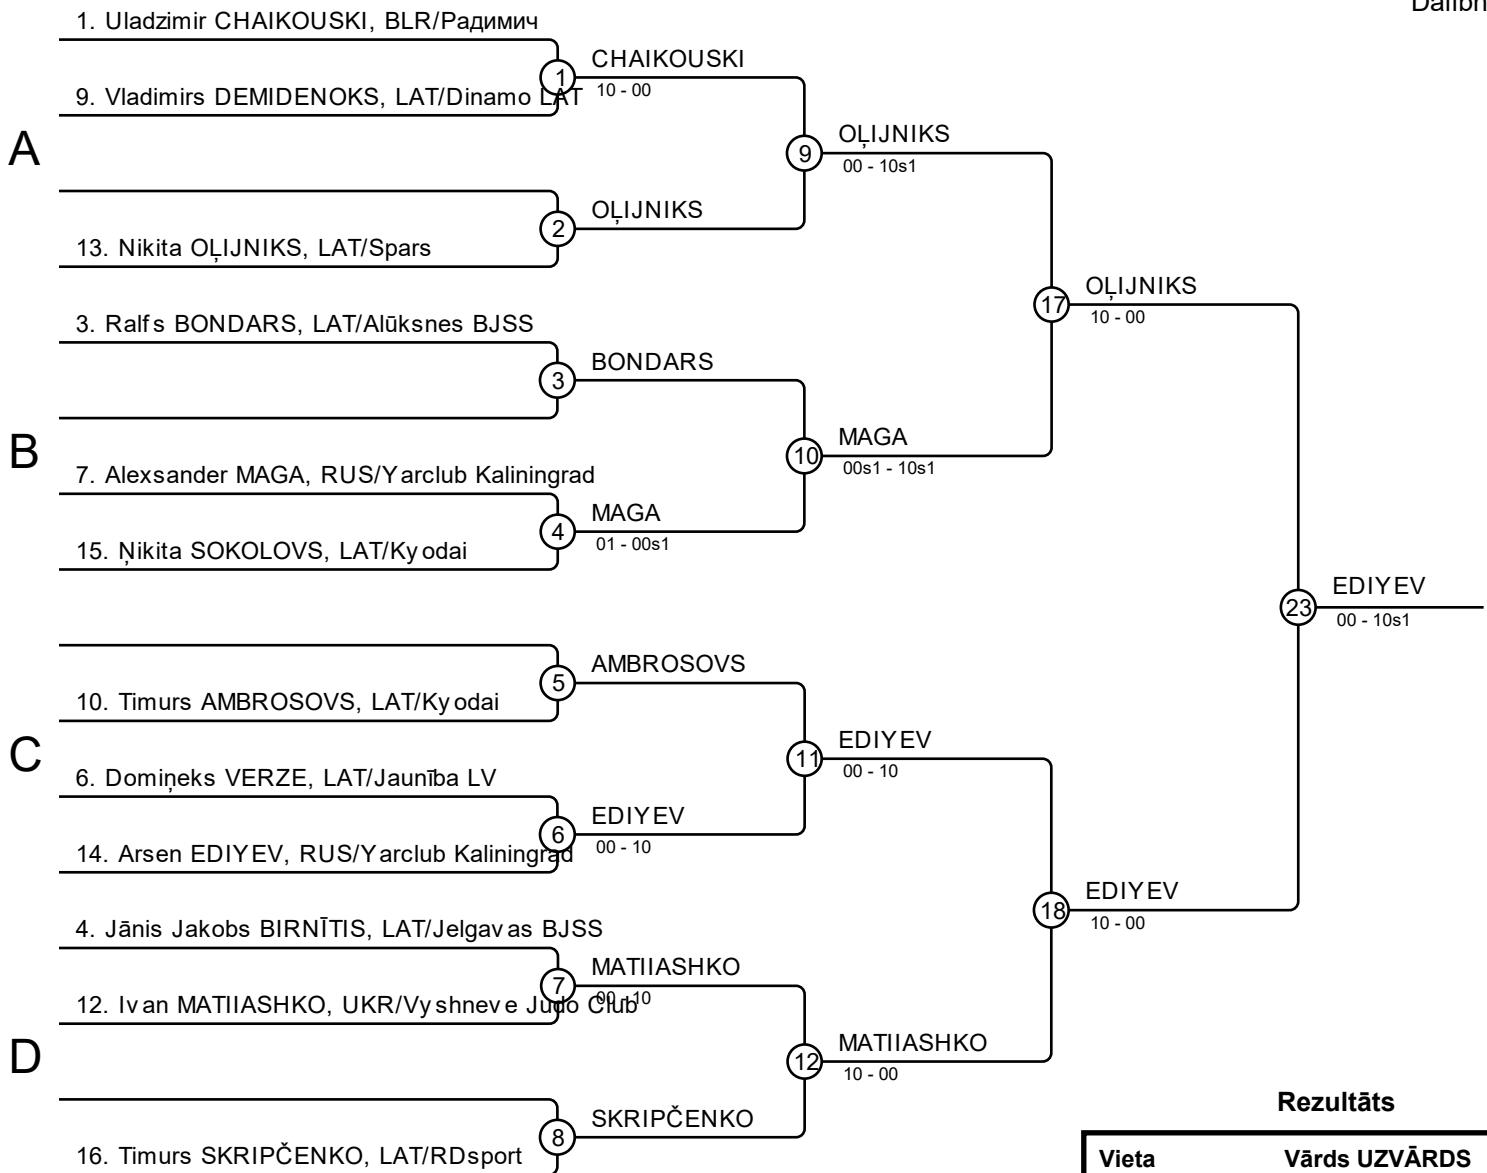 Dalībn
1. Uladzimir CHAIKOUSKI, BLR/Радимич
CHAIKOUSKI
1
10 - 00
9. Vladimirs DEMIDENOKS, LAT/Dinamo LAT
A
OĻIJNIKS
9
00 - 10s1
OĻIJNIKS
2
13. Nikita OĻIJNIKS, LAT/Spars
OĻIJNIKS
17
10 - 00
3. Ralfs BONDARS, LAT/Alūksnes BJSS
BONDARS
3
B
MAGA
10
00s1 - 10s1
7. Alexsander MAGA, RUS/Yarclub Kaliningrad
MAGA
4
01 - 00s1
15. Ņikita SOKOLOVS, LAT/Kyodai
EDIYEV
23
00 - 10s1
AMBROSOVS
5
10. Timurs AMBROSOVS, LAT/Kyodai
C
EDIYEV
11
00 - 10
6. Domiņeks VERZE, LAT/Jaunība LV
EDIYEV
6
00 - 10
14. Arsen EDIYEV, RUS/Yarclub Kaliningrad
EDIYEV
18
10 - 00
4. Jānis Jakobs BIRNĪTIS, LAT/Jelgavas BJSS
MATIIASHKO
7
00 - 10
12. Ivan MATIIASHKO, UKR/Vyshneve Judo Club
D
MATIIASHKO
12
10 - 00
SKRIPČENKO
8
16. Timurs SKRIPČENKO, LAT/RDsport
Rezultāts
Vieta Vārds UZVĀRDS